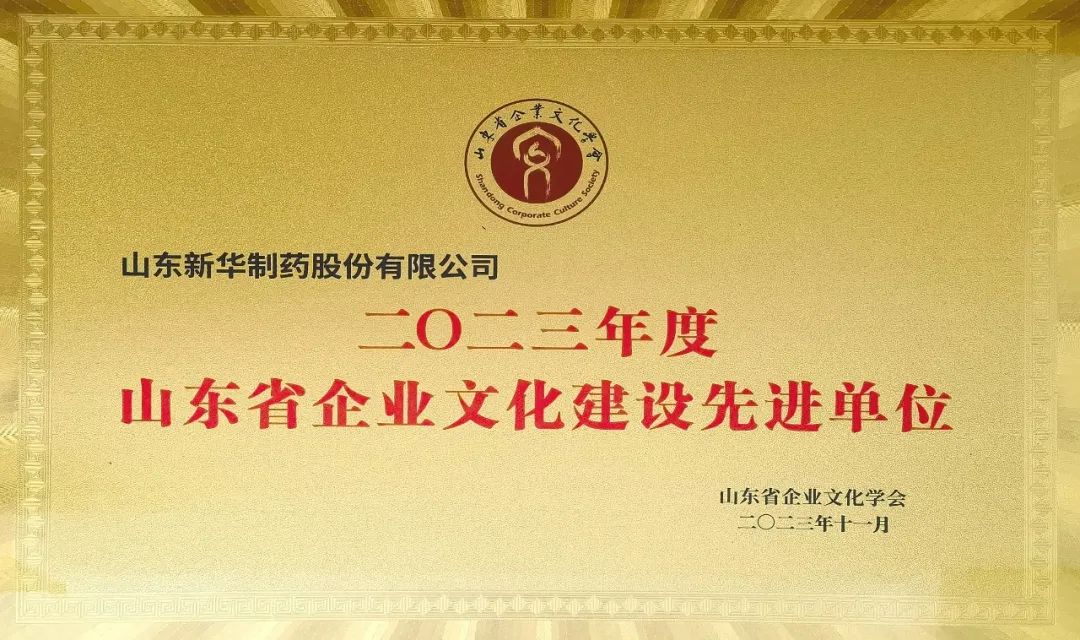 山东省企業文化学会
Shandong Corporate Culture Society
山东新华制药股份有限公司
二〇二三年度
山东省企业文化建设先进单位
山东省企业文化学会
二〇二三年十一月